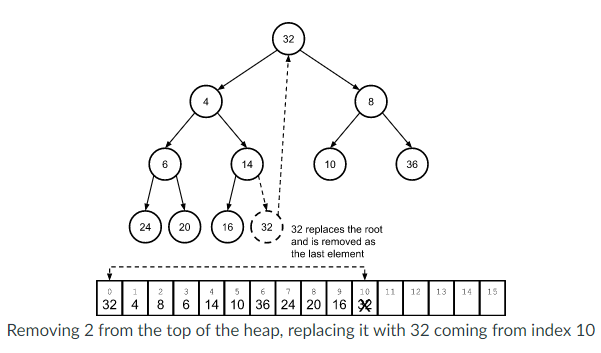 32
4
8
6
14
10
36
24
20
16
32
32 replaces the root
and is removed as
the last element
0 1 2 3 4 5 6 7 8 9 10 11 12 13 14 15
32 4 8 6 14 10 36 24 20 16 32
Removing 2 from the top of the heap, replacing it with 32 coming from index 10